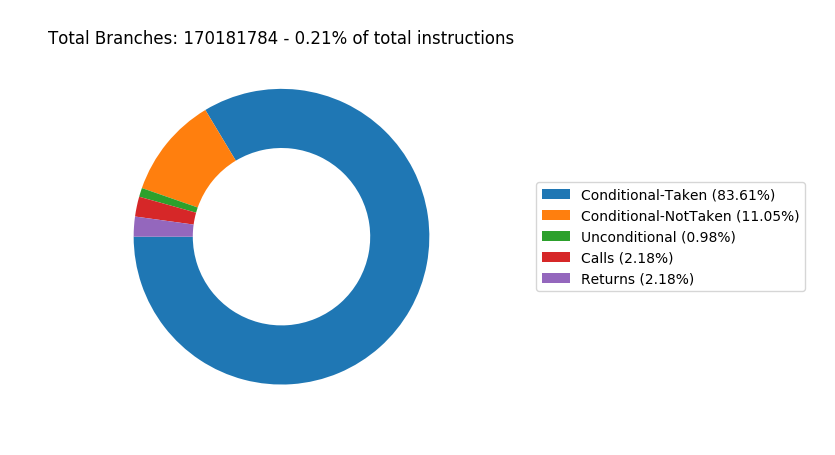 Total Branches: 170181784 - 0.21% of total instructions
Conditional-Taken (83.61%)
Conditional-NotTaken (11.05%)
Unconditional (0.98%)
Calls (2.18%)
Returns (2.18%)